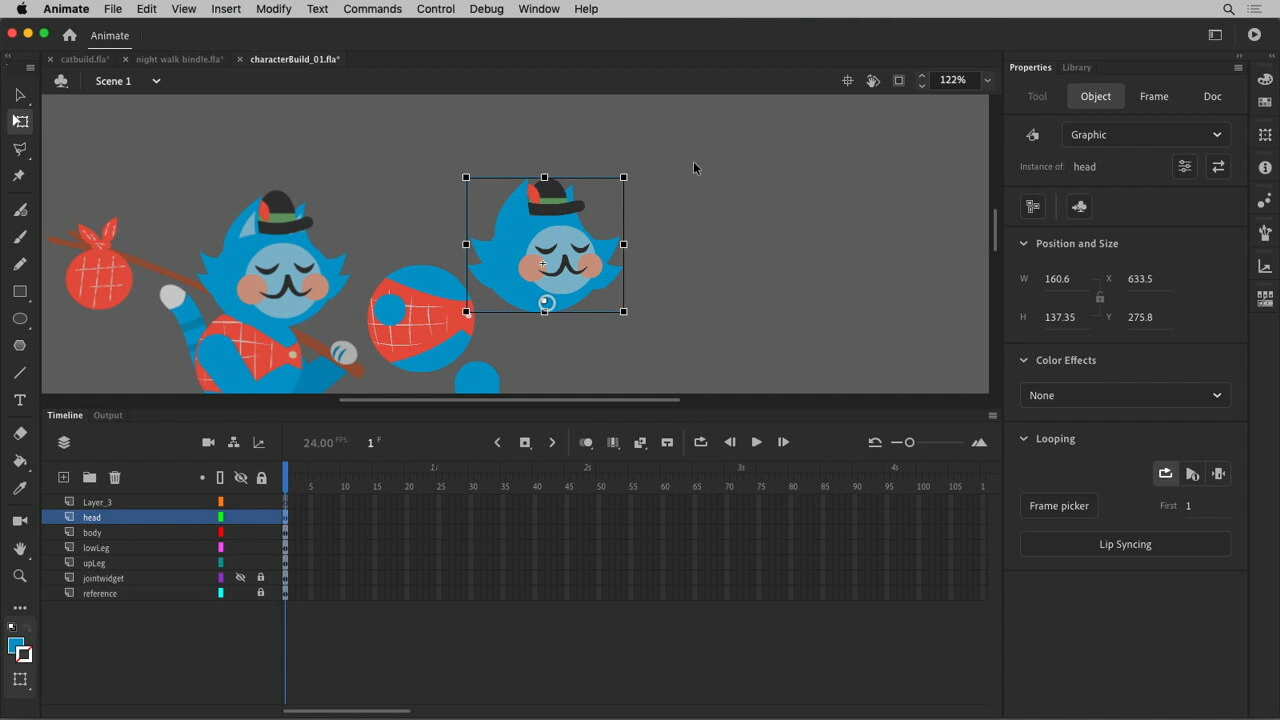 Animate File Edit View Insert Modify Text Commands Control Debug Window Help
Animate
catbuild.fla* night walk bindle.fla* characterBuild_01.fla*
Scene 1 122%
Properties Library
Tool Object Frame Doc
Graphic
Instance of: head
Position and Size
W 160.6 X 633.5
H 137.35 Y 275.8
Color Effects
None
Looping
Frame picker First 1
Lip Syncing
Timeline Output
24.00 FPS 1 F
1s 2s 3s 4s
5 10 15 20 25 30 35 40 45 50 55 60 65 70 75 80 85 90 95 100 105 1
Layer_3
head
body
lowLeg
upLeg
jointwidget
reference
T